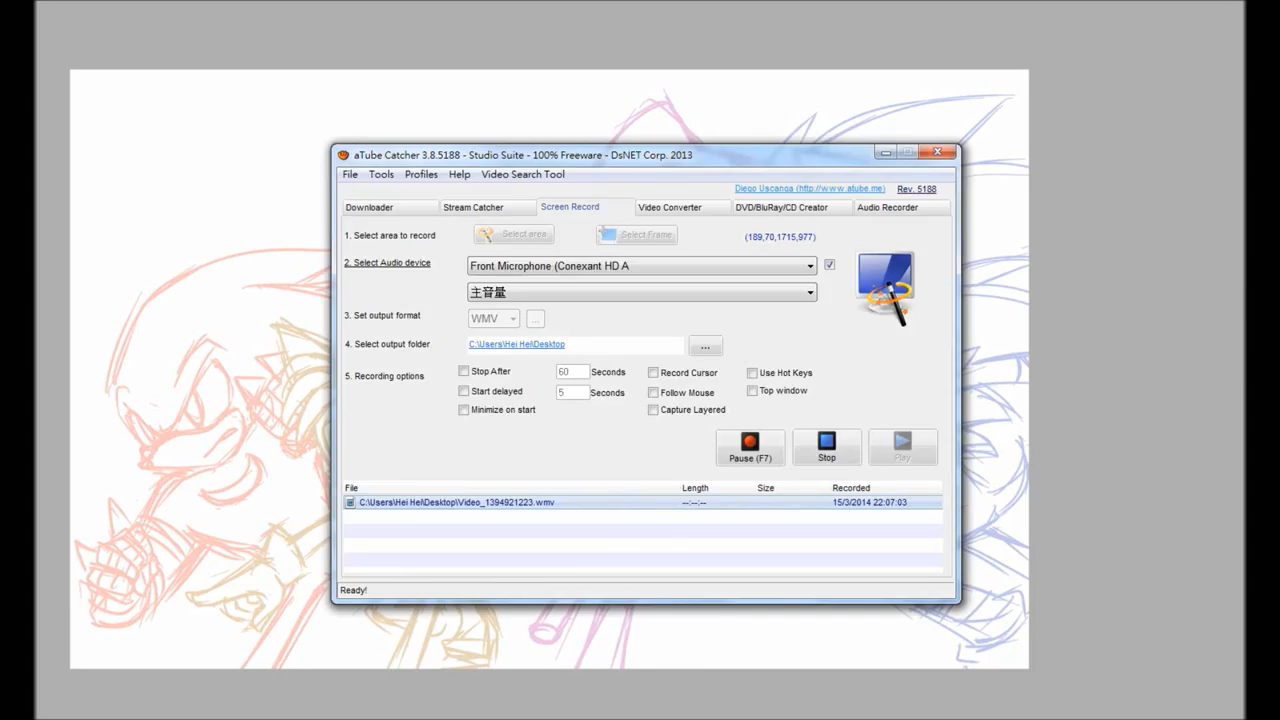 aTube Catcher 3.8.5188 - Studio Suite - 100% Freeware - DsNET Corp. 2013
File Tools Profiles Help Video Search Tool
Diego Uscanga (http://www.atube.me) Rev. 5188
Downloader Stream Catcher Screen Record Video Converter DVD/BluRay/CD Creator Audio Recorder
1. Select area to record Select area Select Frame (189,70,1715,977)
2. Select Audio device Front Microphone (Conexant HD A
主音量
3. Set output format WMV ...
4. Select output folder C:\Users\Hei Hei\Desktop ...
5. Recording options
Stop After 60 Seconds Record Cursor Use Hot Keys
Start delayed 5 Seconds Follow Mouse Top window
Minimize on start Capture Layered
Pause (F7) Stop Play
File Length Size Recorded
C:\Users\Hei Hei\Desktop\Video_1394921223.wmv --:--:-- 15/3/2014 22:07:03
Ready!